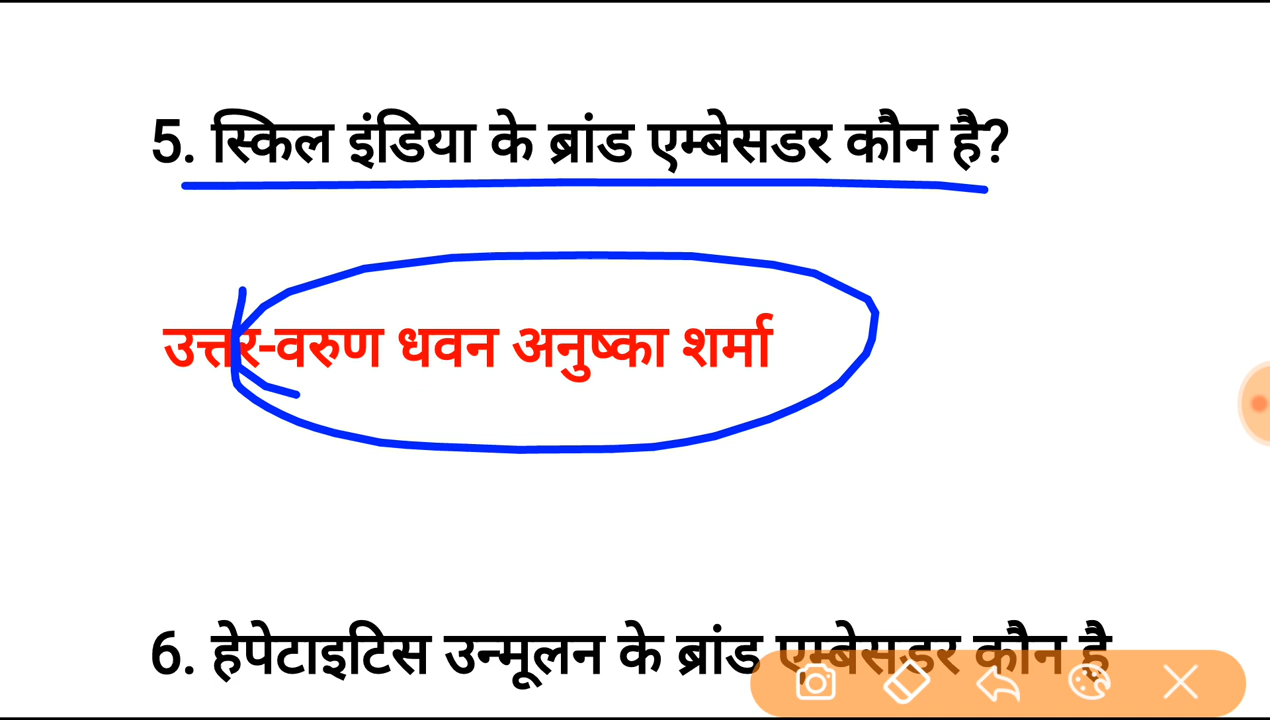 5. स्किल इंडिया के ब्रांड एम्बेसडर कौन है?
उत्तर-वरुण धवन अनुष्का शर्मा
6. हेपेटाइटिस उन्मूलन के ब्रांड एम्बेसडर कौन है